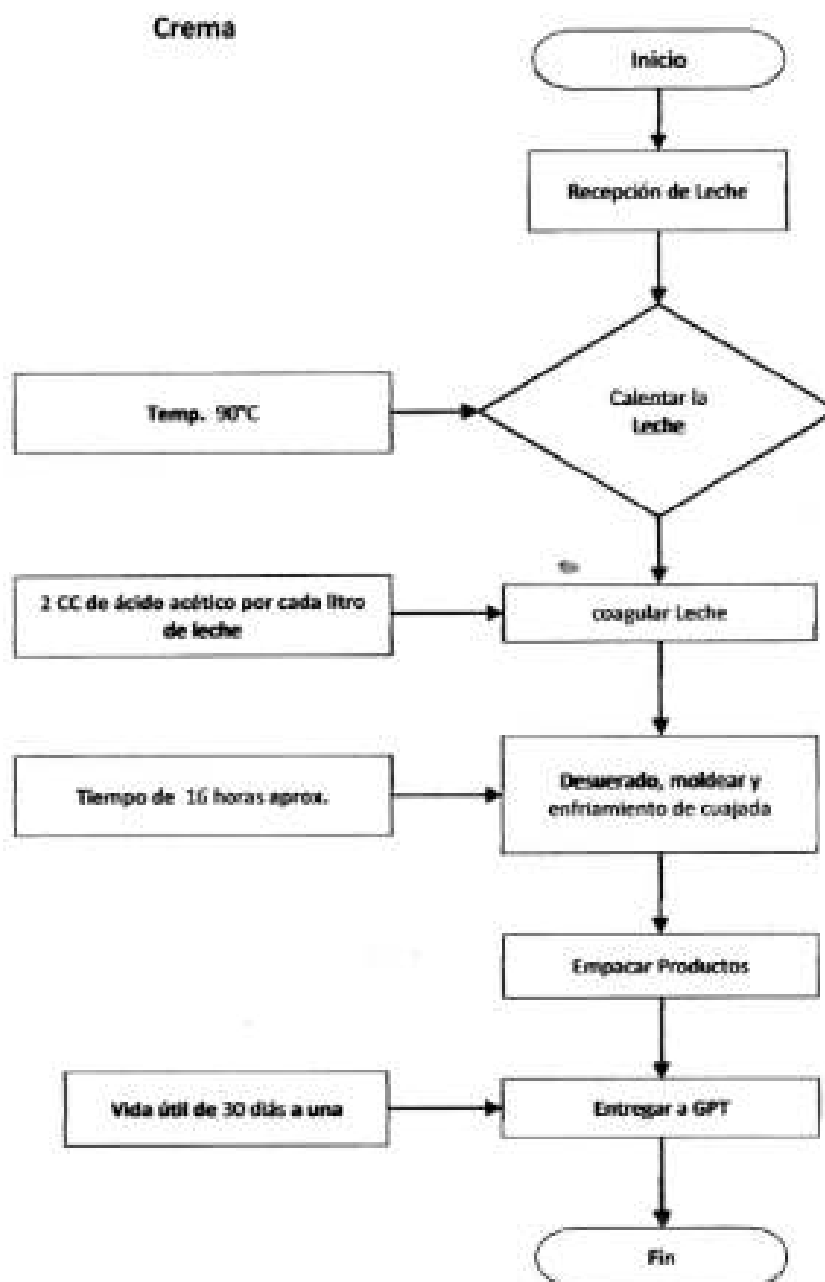 Crema
Inicio
Recepción de Leche
Temp. 90°C
Calentar la
Leche
2 CC de ácido acético por cada litro
de leche
coagular Leche
Tiempo de 16 horas aprox.
Desuerado, moldear y
enfriamiento de cuajada
Empacar Productos
Vida útil de 30 diás a una
Entregar a GPT
Fin